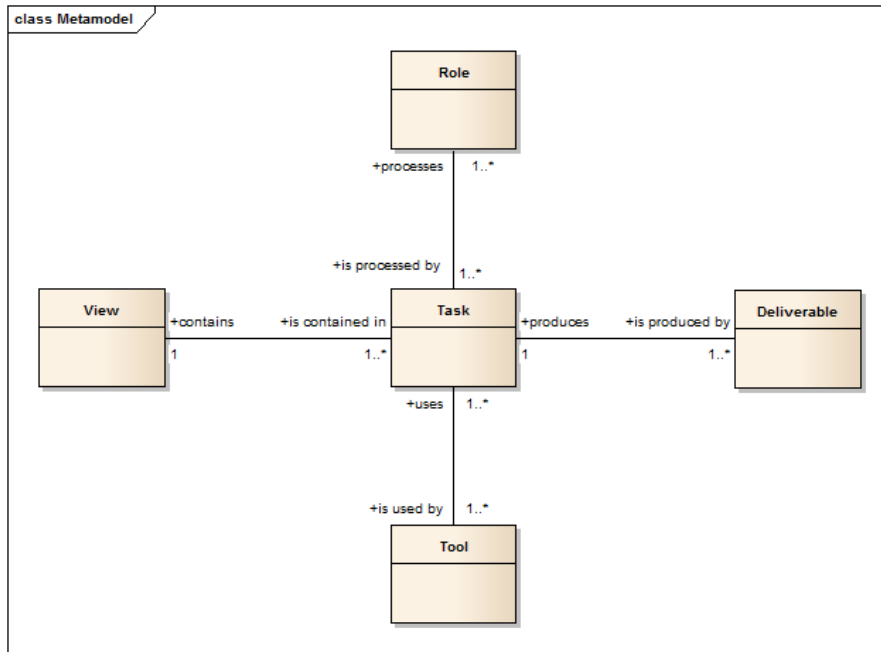 class Metamodel
Role
+processes 1..*
+is processed by 1..*
View
+contains
1
+is contained in
1..*
Task
+produces
1
+is produced by
1..*
Deliverable
+uses 1..*
+is used by 1..*
Tool